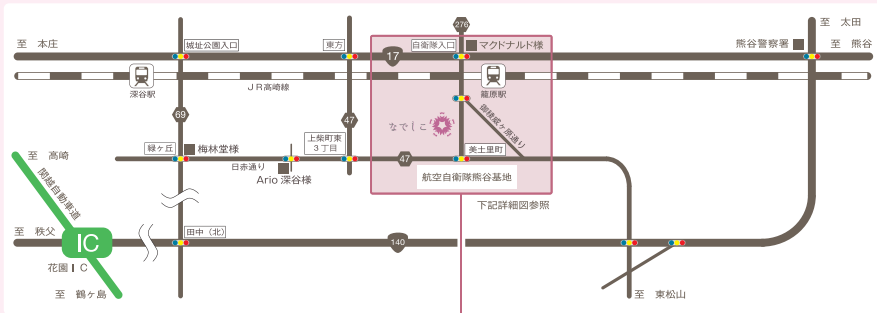 至 太田
至 本庄
城址公園入口
東方
自衛隊入口
276
マクドナルド様
熊谷警察署
至 熊谷
17
深谷駅
JR高崎線
籠原駅
69
47
なでしこ
御稜威ヶ原通り
緑ヶ丘
梅林堂様
上柴町東
3丁目
美土里町
至 高崎
日赤通り
47
Ario 深谷様
航空自衛隊熊谷基地
関越自動車道
下記詳細図参照
至 秩父
IC
田中(北)
140
花園IC
至 鶴ヶ島
至 東松山